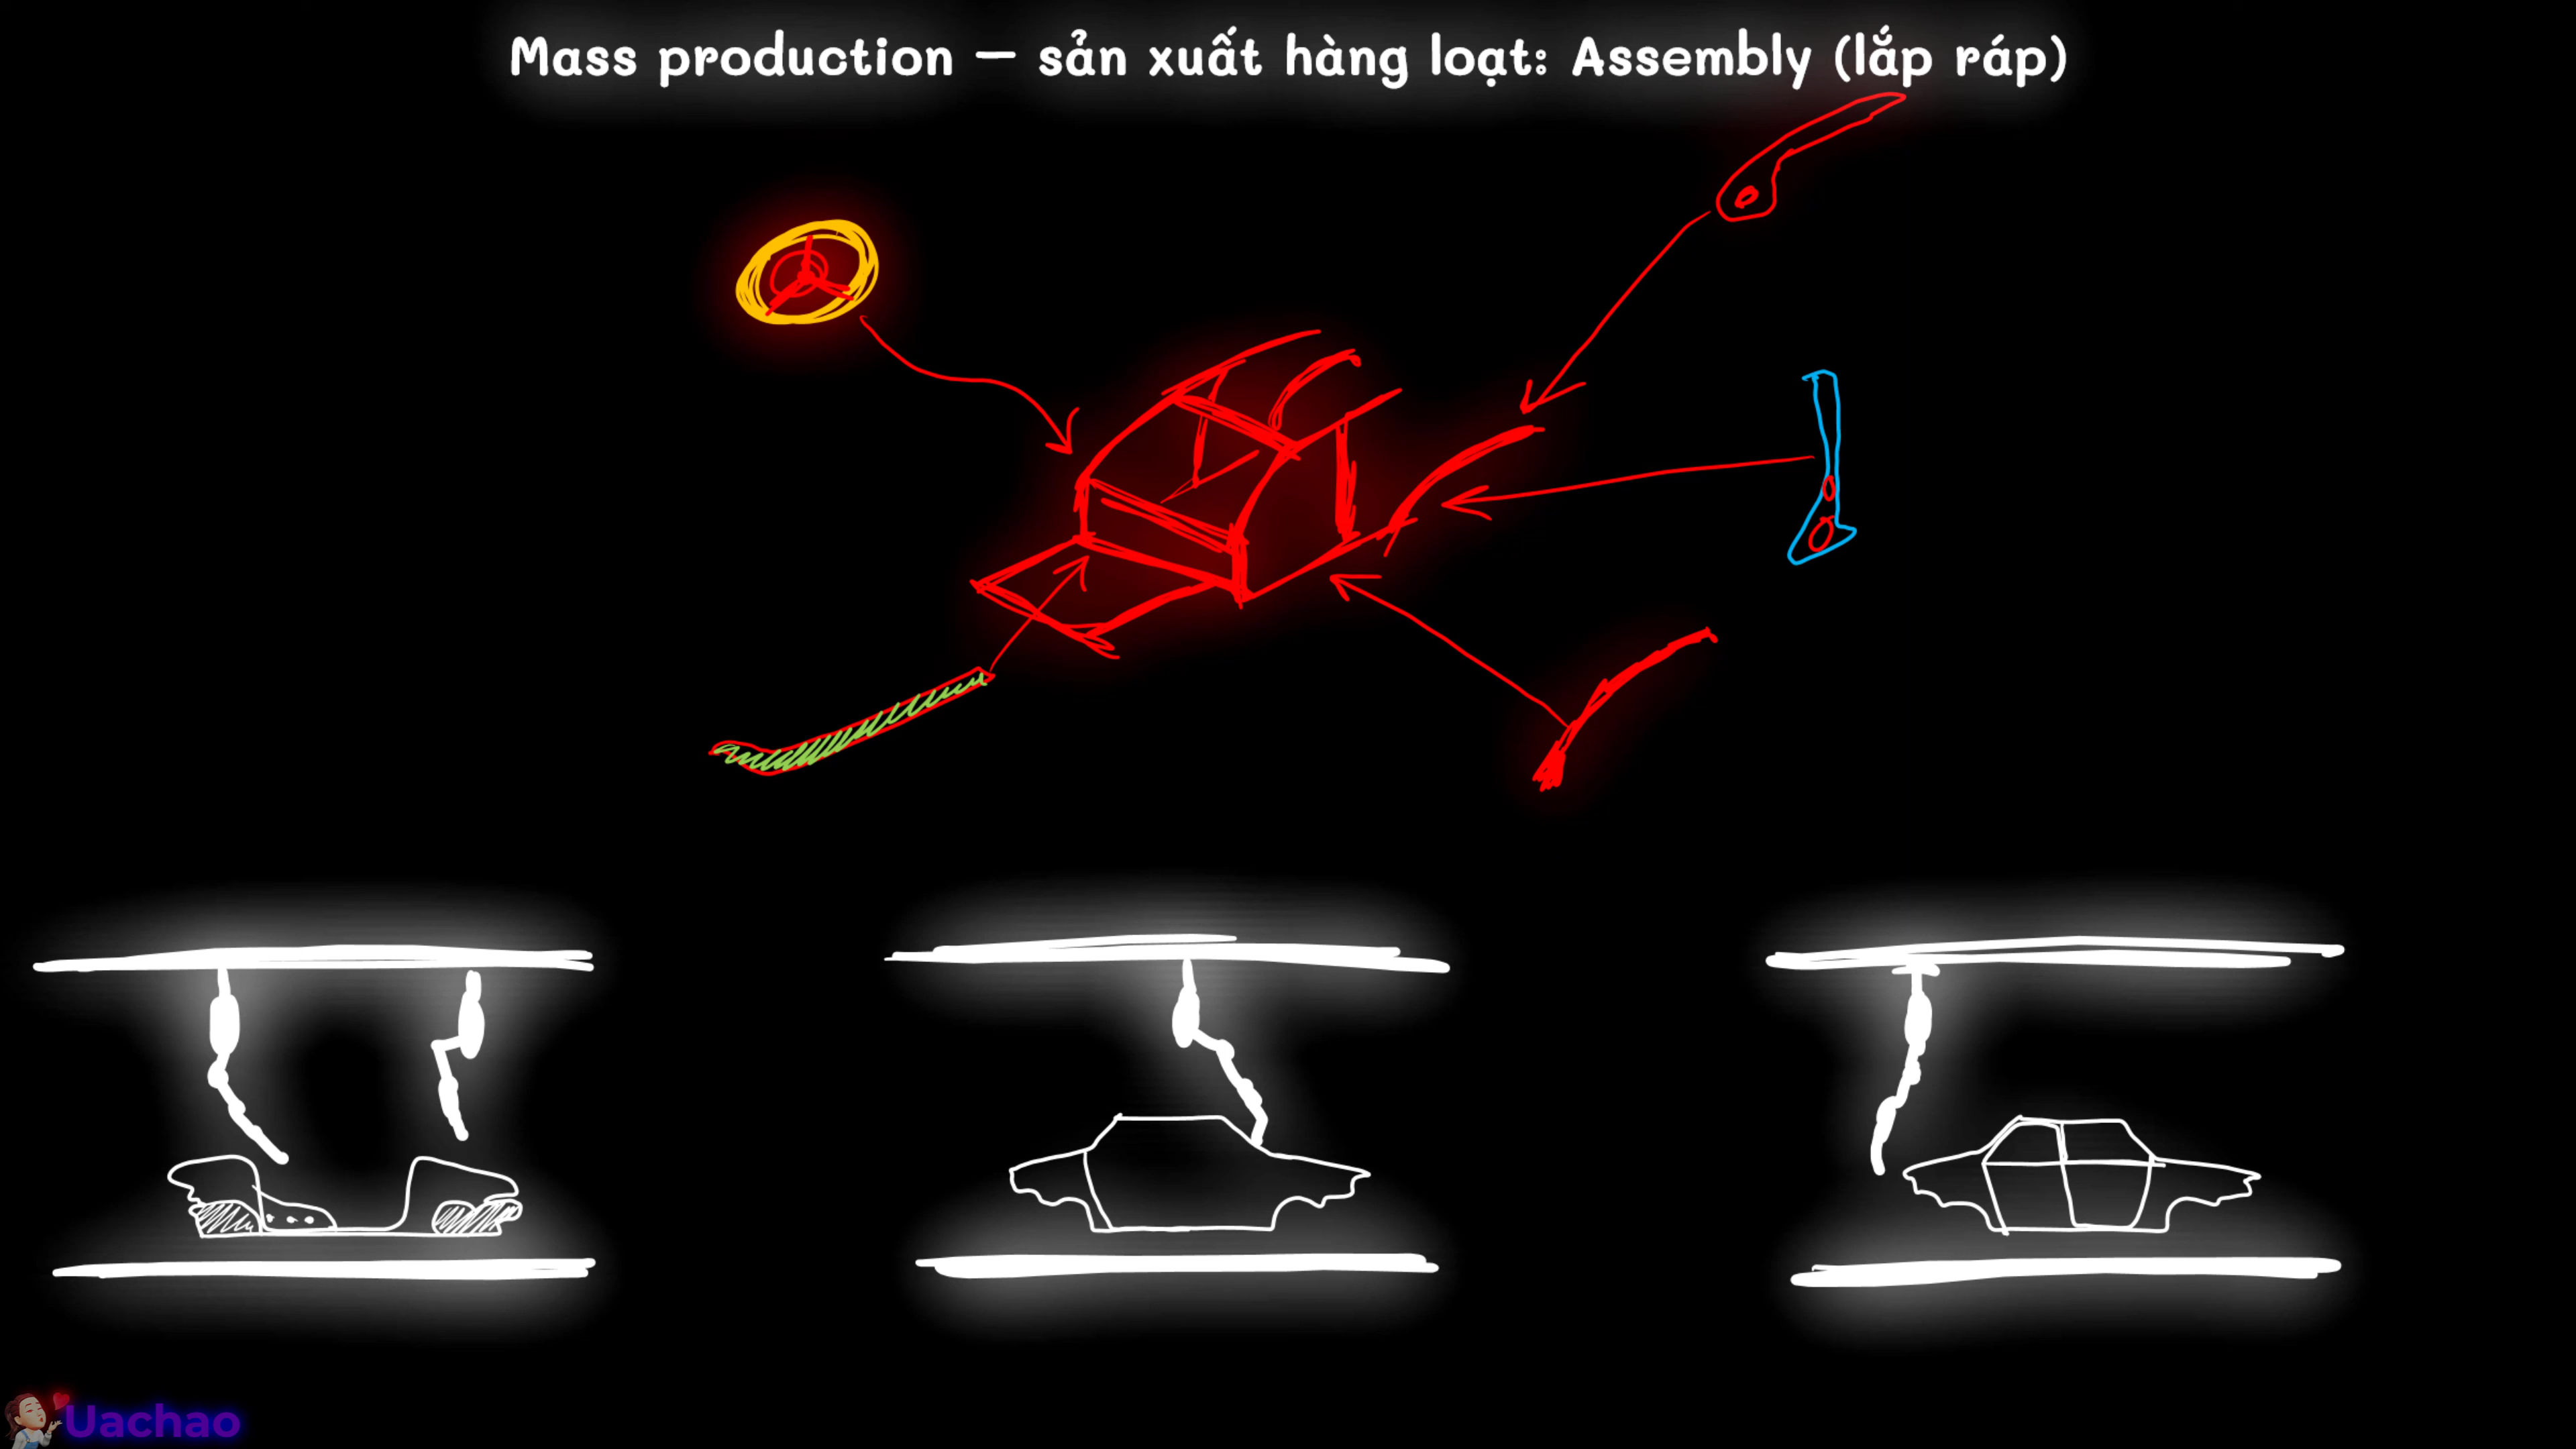 Mass production – sản xuất hàng loạt: Assembly (lắp ráp)
Uachao